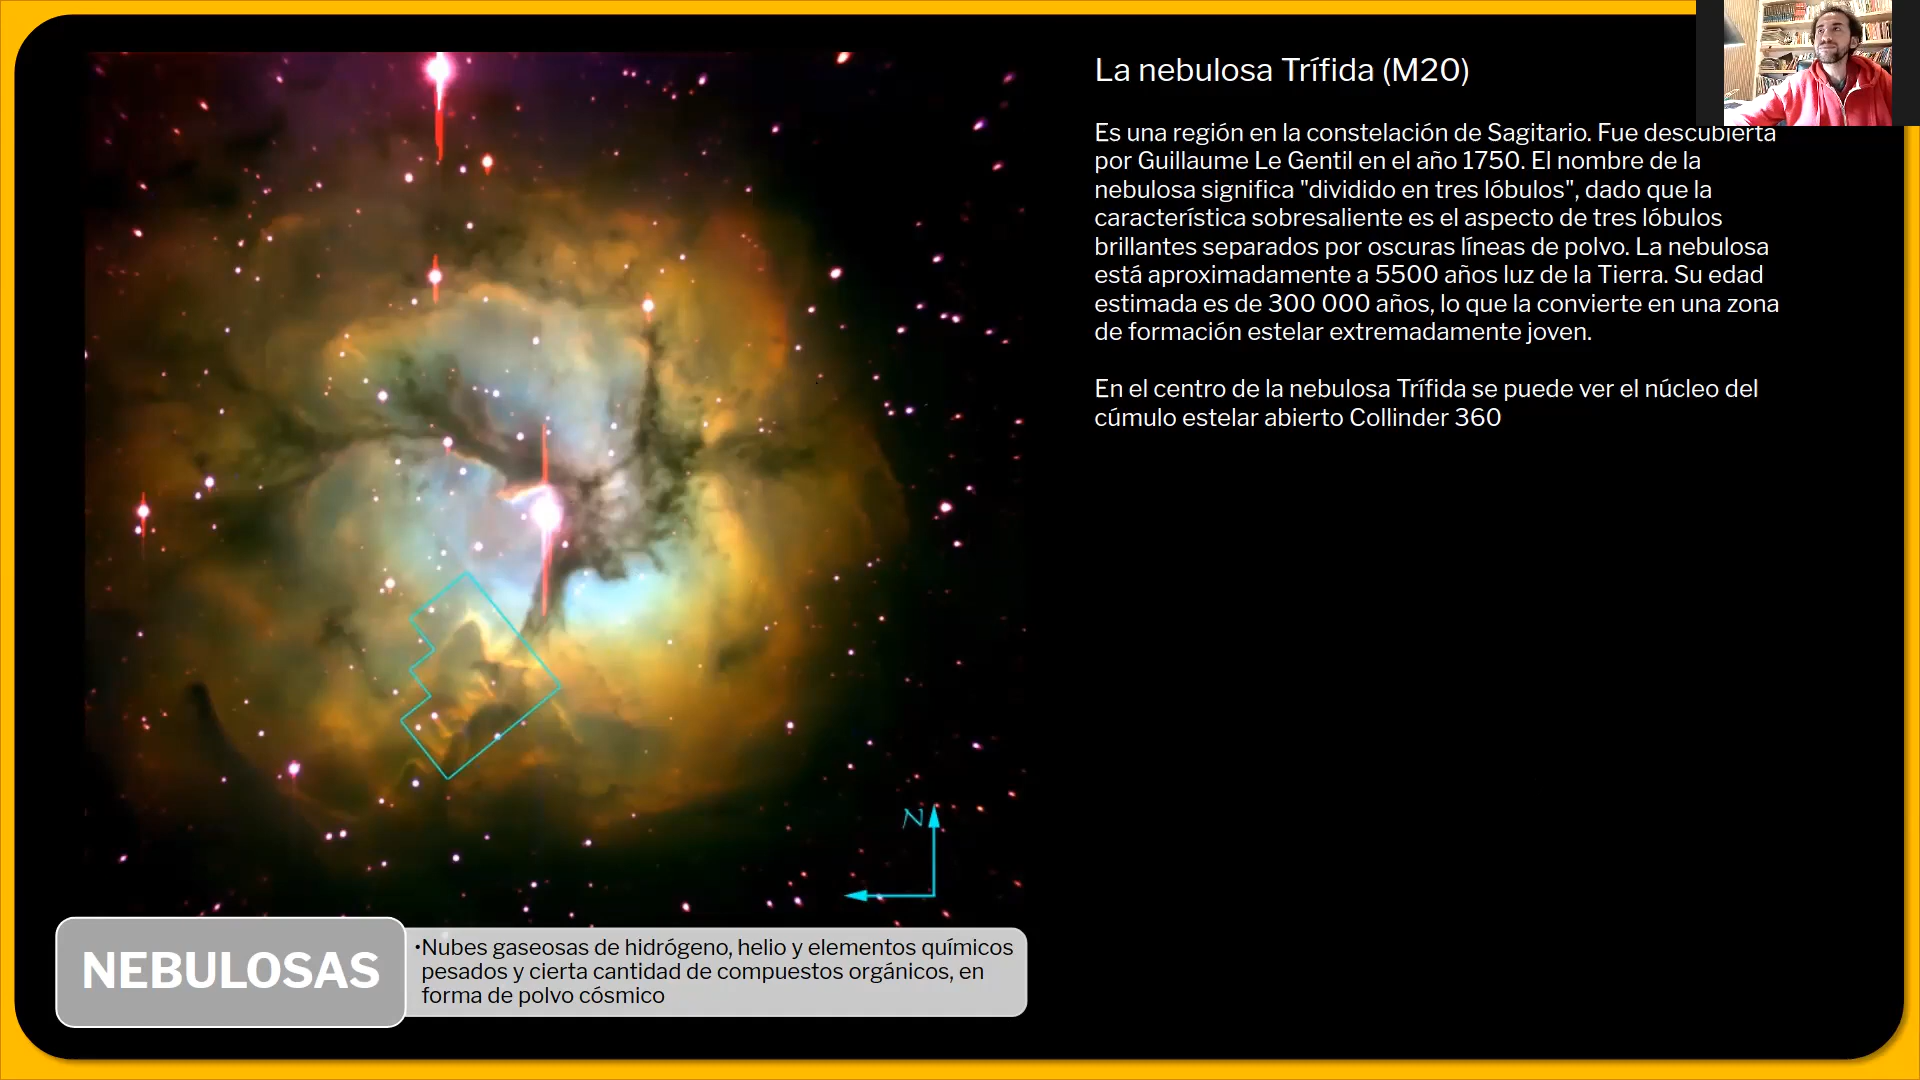 La nebulosa Trífida (M20)
Es una región en la constelación de Sagitario. Fue descubierta
por Guillaume Le Gentil en el año 1750. El nombre de la
nebulosa significa "dividido en tres lóbulos", dado que la
característica sobresaliente es el aspecto de tres lóbulos
brillantes separados por oscuras líneas de polvo. La nebulosa
está aproximadamente a 5500 años luz de la Tierra. Su edad
estimada es de 300 000 años, lo que la convierte en una zona
de formación estelar extremadamente joven.
En el centro de la nebulosa Trífida se puede ver el núcleo del
cúmulo estelar abierto Collinder 360
N
NEBULOSAS
•Nubes gaseosas de hidrógeno, helio y elementos químicos
pesados y cierta cantidad de compuestos orgánicos, en
forma de polvo cósmico